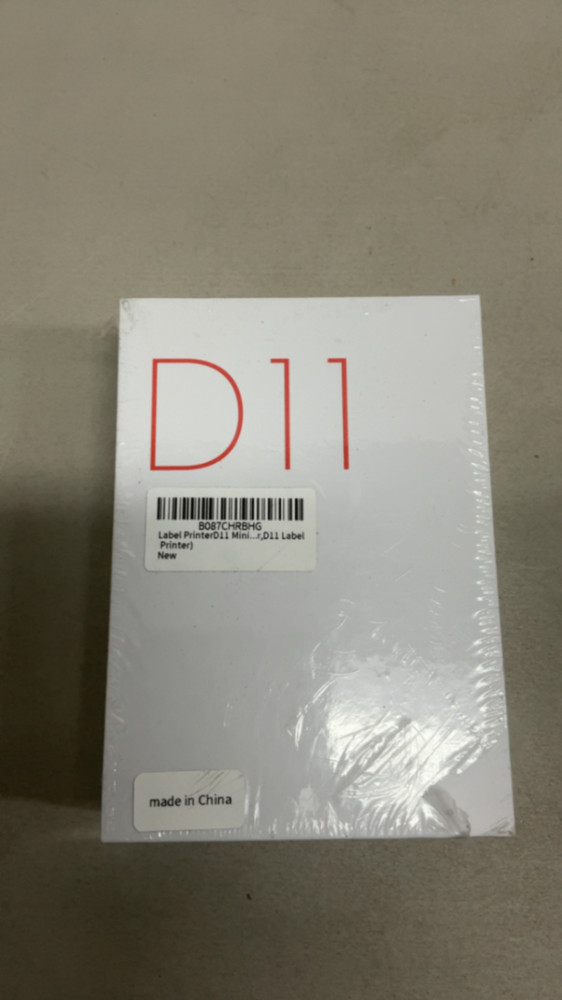 D11
B087CHRBHG
Label PrinterD11 Mini...r,D11 Label
Printer)
New
made in China